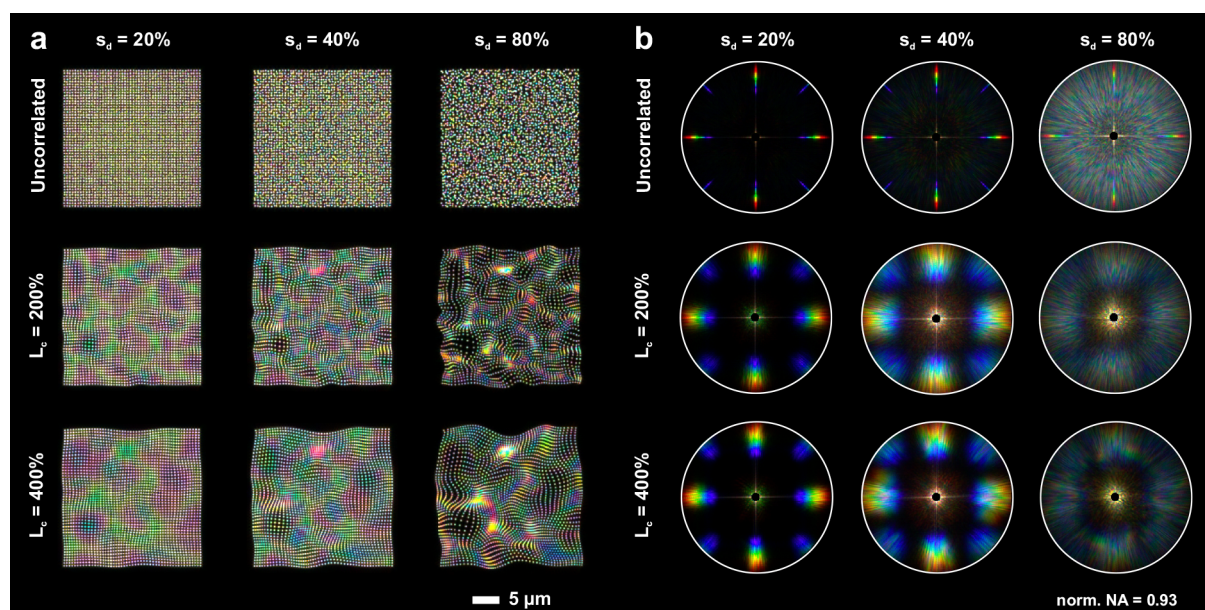 a
s_d = 20%
s_d = 40%
s_d = 80%
b
s_d = 20%
s_d = 40%
s_d = 80%
Uncorrelated
Uncorrelated
L_c = 200%
L_c = 200%
L_c = 400%
L_c = 400%
5 µm
norm. NA = 0.93